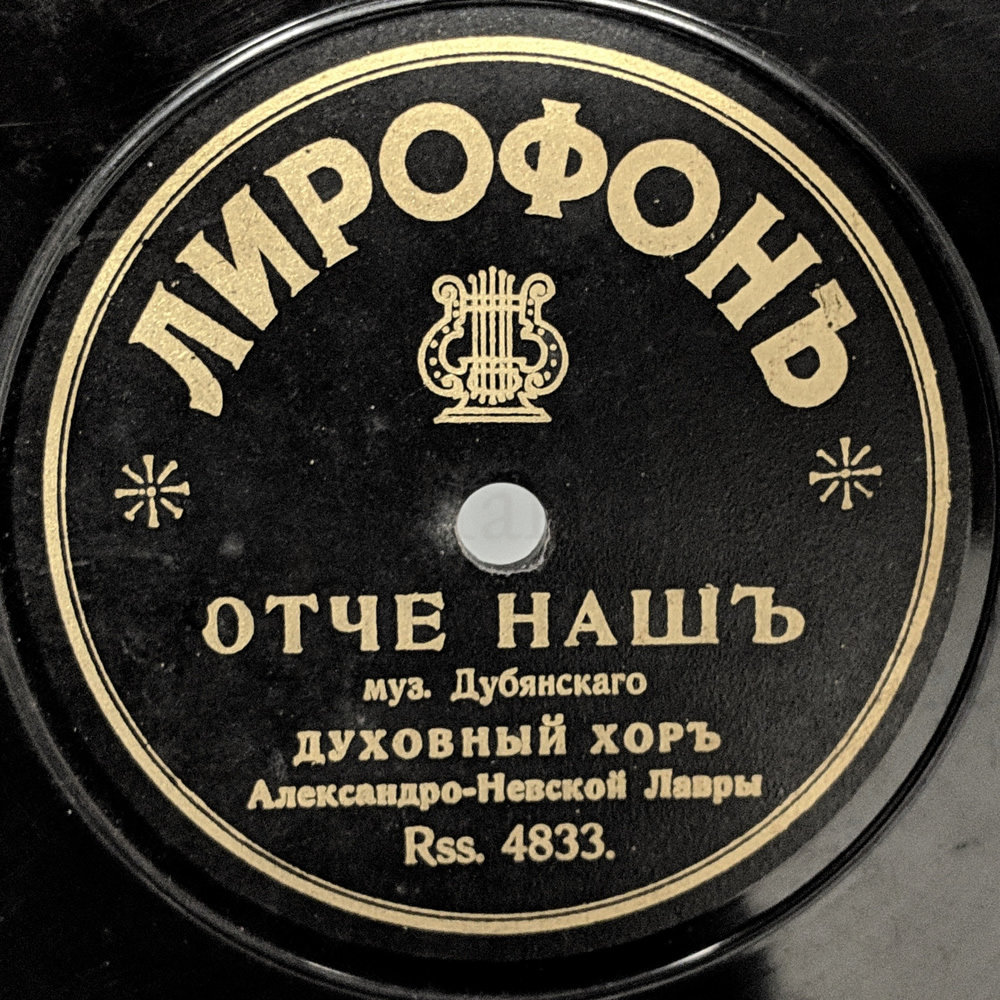 ЛИРОФОНЪ
ОТЧЕ НАШЪ
муз. Дубянскаго
ДУХОВНЫЙ ХОРЪ
Александро-Невской Лавры
Rss. 4833.